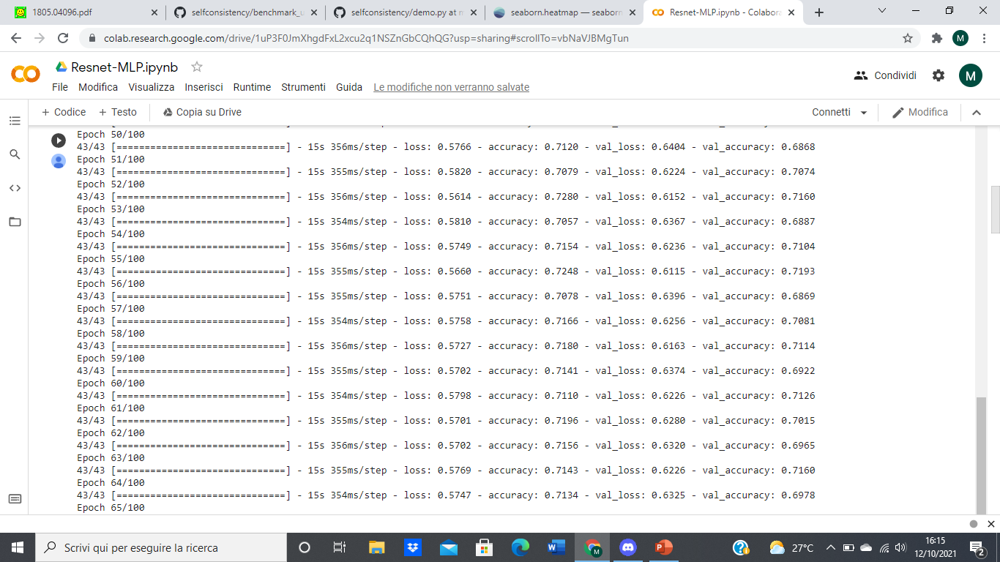 1805.04096.pdf
selfconsistency/benchmark_u
selfconsistency/demo.py at m
seaborn.heatmap — seaborn
Resnet-MLP.ipynb - Colabora
colab.research.google.com/drive/1uP3F0JmXhgdFxL2xcu2q1NSZnGbCQhQG?usp=sharing#scrollTo=vbNaVJBMgTun
M
Resnet-MLP.ipynb
Condividi
M
File Modifica Visualizza Inserisci Runtime Strumenti Guida Le modifiche non verranno salvate
+ Codice + Testo Copia su Drive Connetti Modifica
Epoch 50/100
43/43 [==============================] - 15s 356ms/step - loss: 0.5766 - accuracy: 0.7120 - val_loss: 0.6404 - val_accuracy: 0.6868
Epoch 51/100
43/43 [==============================] - 15s 355ms/step - loss: 0.5820 - accuracy: 0.7079 - val_loss: 0.6224 - val_accuracy: 0.7074
Epoch 52/100
43/43 [==============================] - 15s 356ms/step - loss: 0.5614 - accuracy: 0.7280 - val_loss: 0.6152 - val_accuracy: 0.7160
Epoch 53/100
43/43 [==============================] - 15s 354ms/step - loss: 0.5810 - accuracy: 0.7057 - val_loss: 0.6367 - val_accuracy: 0.6887
Epoch 54/100
43/43 [==============================] - 15s 356ms/step - loss: 0.5749 - accuracy: 0.7154 - val_loss: 0.6236 - val_accuracy: 0.7104
Epoch 55/100
43/43 [==============================] - 15s 355ms/step - loss: 0.5660 - accuracy: 0.7248 - val_loss: 0.6115 - val_accuracy: 0.7193
Epoch 56/100
43/43 [==============================] - 15s 355ms/step - loss: 0.5751 - accuracy: 0.7078 - val_loss: 0.6396 - val_accuracy: 0.6869
Epoch 57/100
43/43 [==============================] - 15s 354ms/step - loss: 0.5758 - accuracy: 0.7166 - val_loss: 0.6256 - val_accuracy: 0.7081
Epoch 58/100
43/43 [==============================] - 15s 356ms/step - loss: 0.5727 - accuracy: 0.7180 - val_loss: 0.6163 - val_accuracy: 0.7114
Epoch 59/100
43/43 [==============================] - 15s 355ms/step - loss: 0.5702 - accuracy: 0.7141 - val_loss: 0.6374 - val_accuracy: 0.6922
Epoch 60/100
43/43 [==============================] - 15s 354ms/step - loss: 0.5798 - accuracy: 0.7110 - val_loss: 0.6226 - val_accuracy: 0.7126
Epoch 61/100
43/43 [==============================] - 15s 355ms/step - loss: 0.5701 - accuracy: 0.7196 - val_loss: 0.6280 - val_accuracy: 0.7015
Epoch 62/100
43/43 [==============================] - 15s 356ms/step - loss: 0.5702 - accuracy: 0.7156 - val_loss: 0.6320 - val_accuracy: 0.6965
Epoch 63/100
43/43 [==============================] - 15s 355ms/step - loss: 0.5769 - accuracy: 0.7143 - val_loss: 0.6226 - val_accuracy: 0.7160
Epoch 64/100
43/43 [==============================] - 15s 354ms/step - loss: 0.5747 - accuracy: 0.7134 - val_loss: 0.6325 - val_accuracy: 0.6978
Epoch 65/100
Scrivi qui per eseguire la ricerca
27°C
16:15
12/10/2021
2